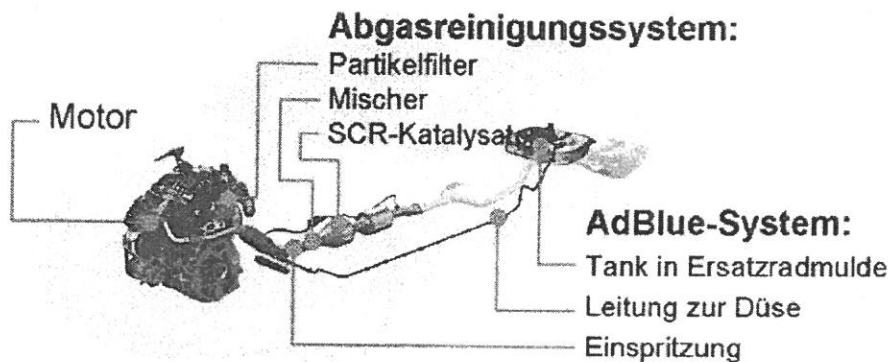 Abgasreinigungssystem:
Partikelfilter
Mischer
SCR-Katalysat
Motor
AdBlue-System:
Tank in Ersatzradmulde
Leitung zur Düse
Einspritzung